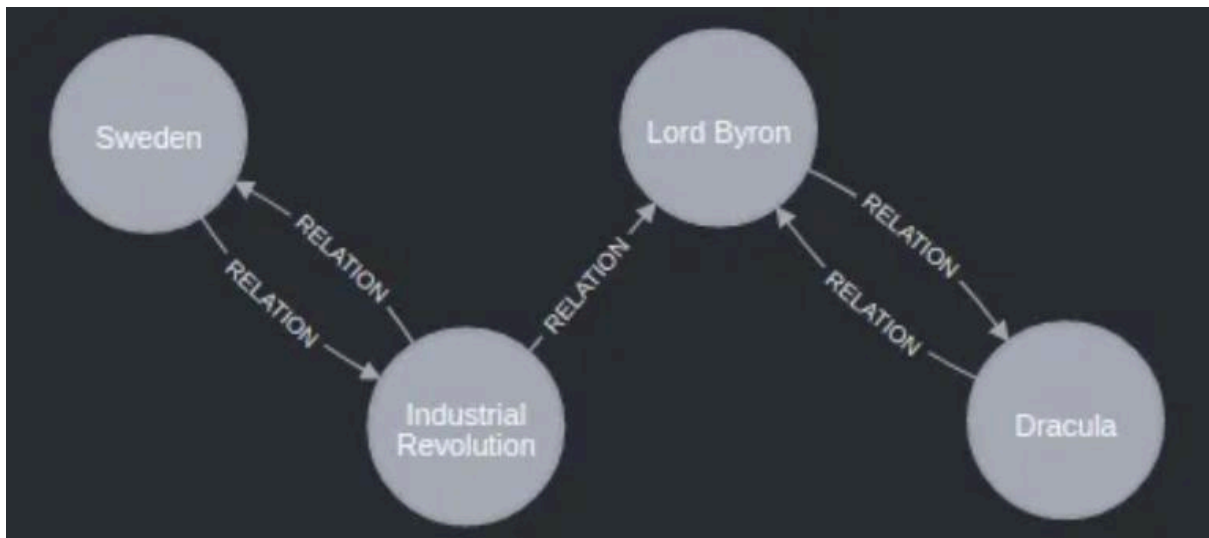 Sweden
Lord Byron
RELATION
RELATION
RELATION
RELATION
RELATION
Industrial
Revolution
Dracula